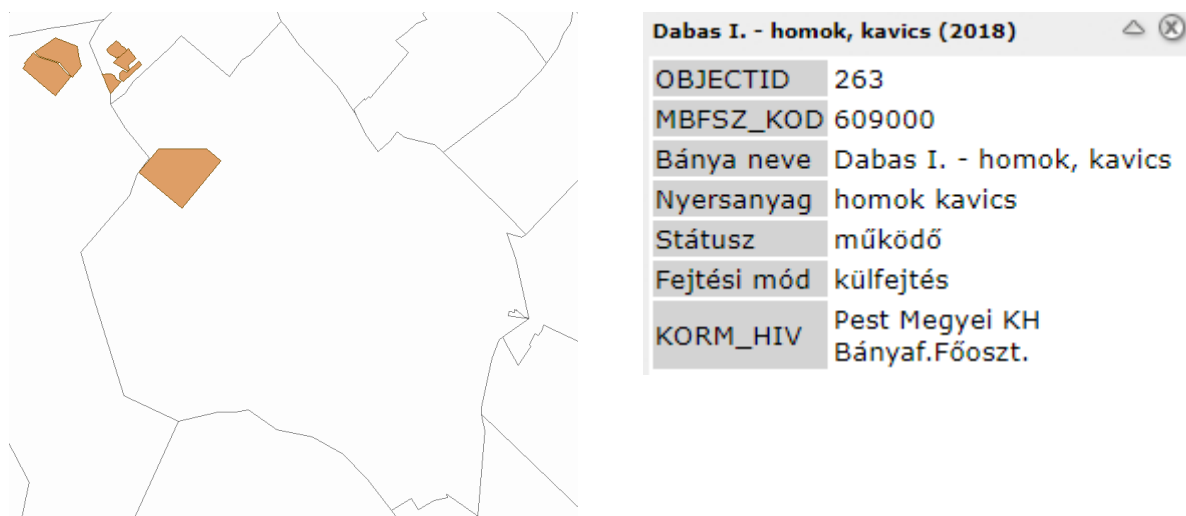 Dabas I. - homok, kavics (2018)
OBJECTID 263
MBFSZ_KOD 609000
Bánya neve Dabas I. - homok, kavics
Nyersanyag homok kavics
Státusz működő
Fejtési mód külfejtés
KORM_HIV Pest Megyei KH
Bányaf.Főoszt.